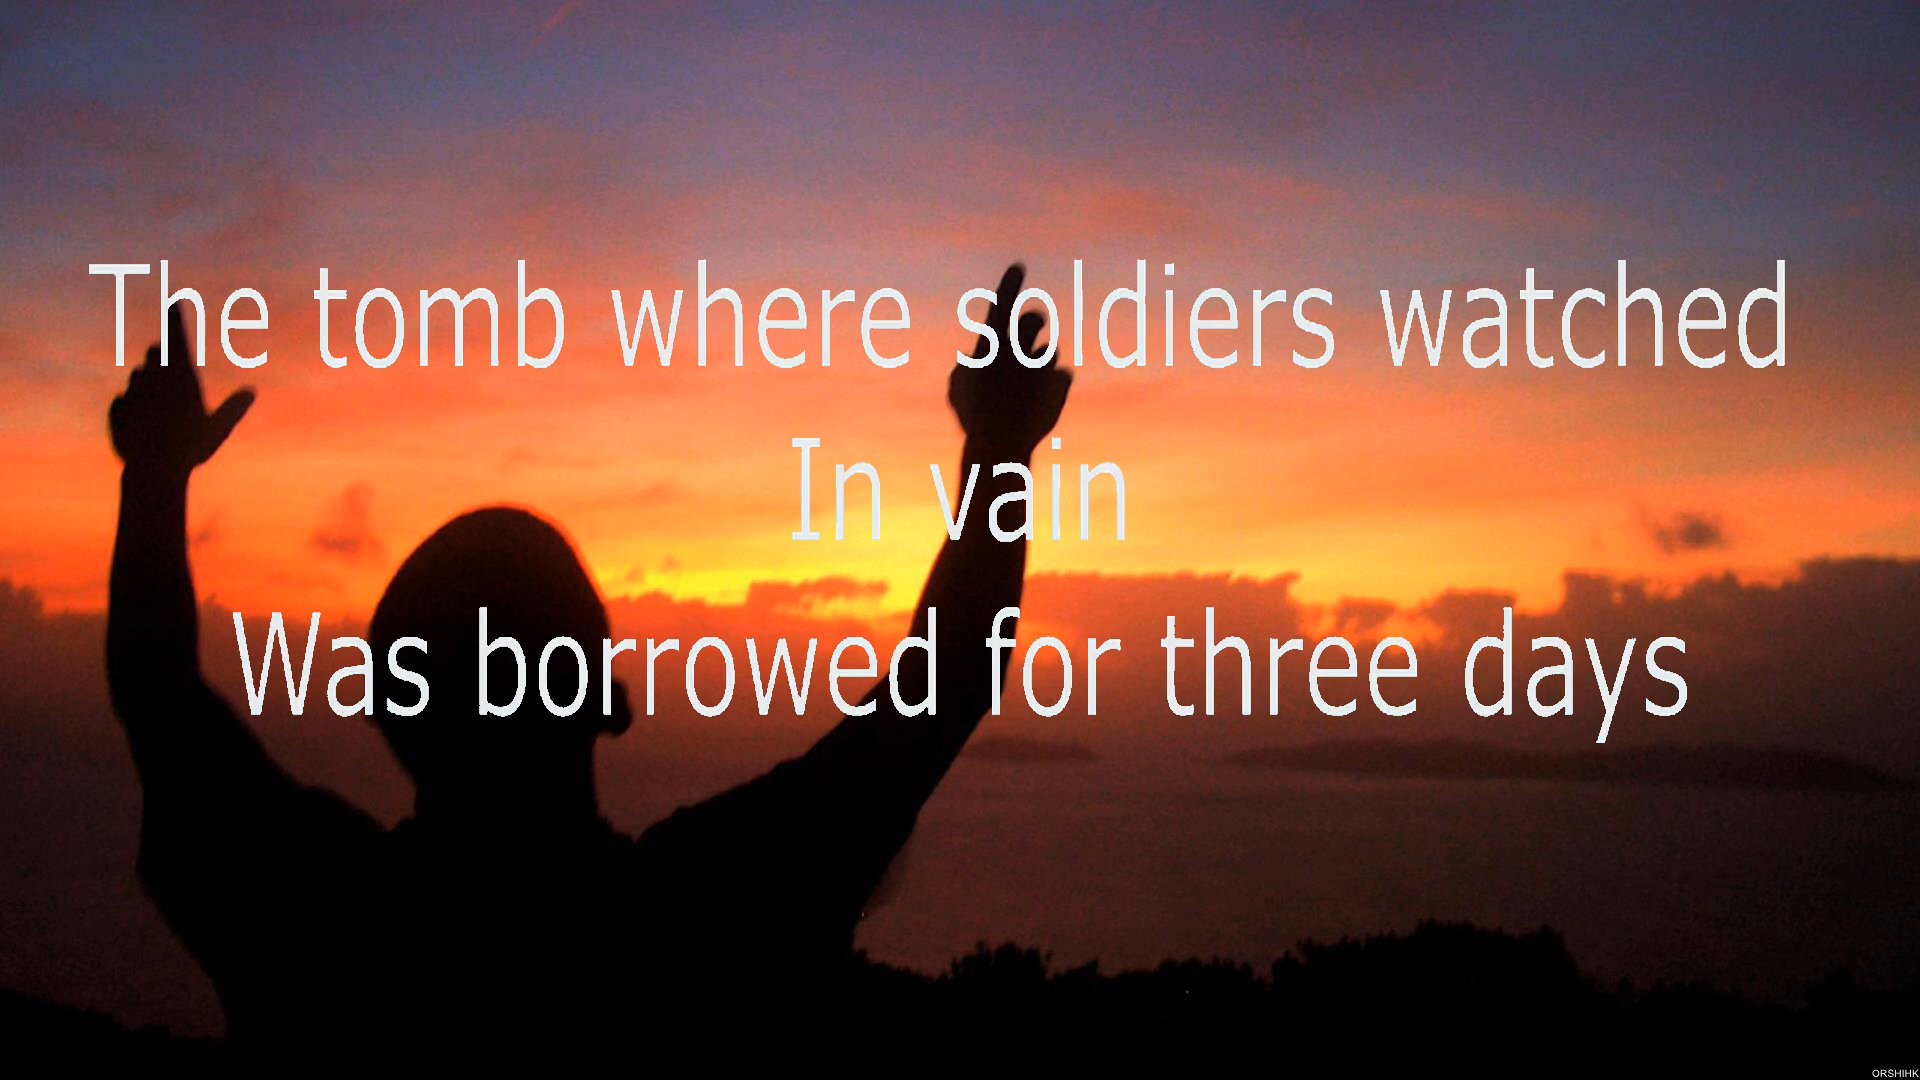 The tomb where soldiers watched
In vain
Was borrowed for three days
ORSHIHK